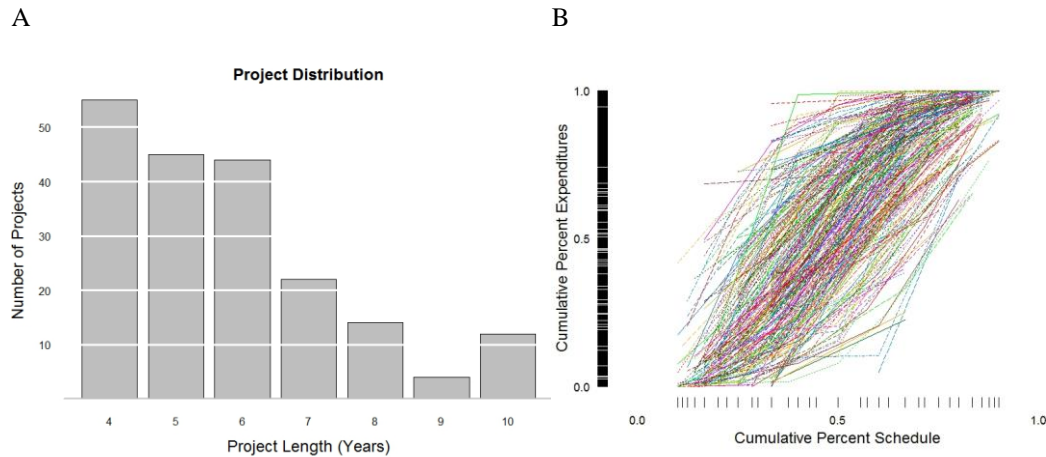 A
B
Project Distribution
Number of Projects
50
40
30
20
10
4 5 6 7 8 9 10
Project Length (Years)
Cumulative Percent Expenditures
1.0
0.5
0.0
0.0 0.5 1.0
Cumulative Percent Schedule